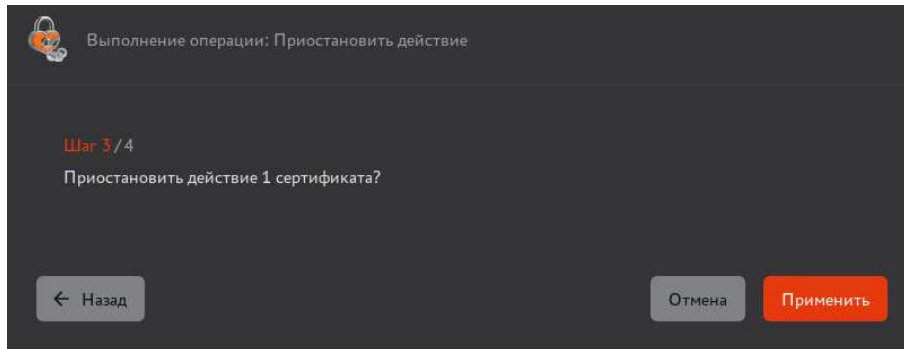 Выполнение операции: Приостановить действие
Шаг 3/4
Приостановить действие 1 сертификата?
← Назад
Отмена
Применить